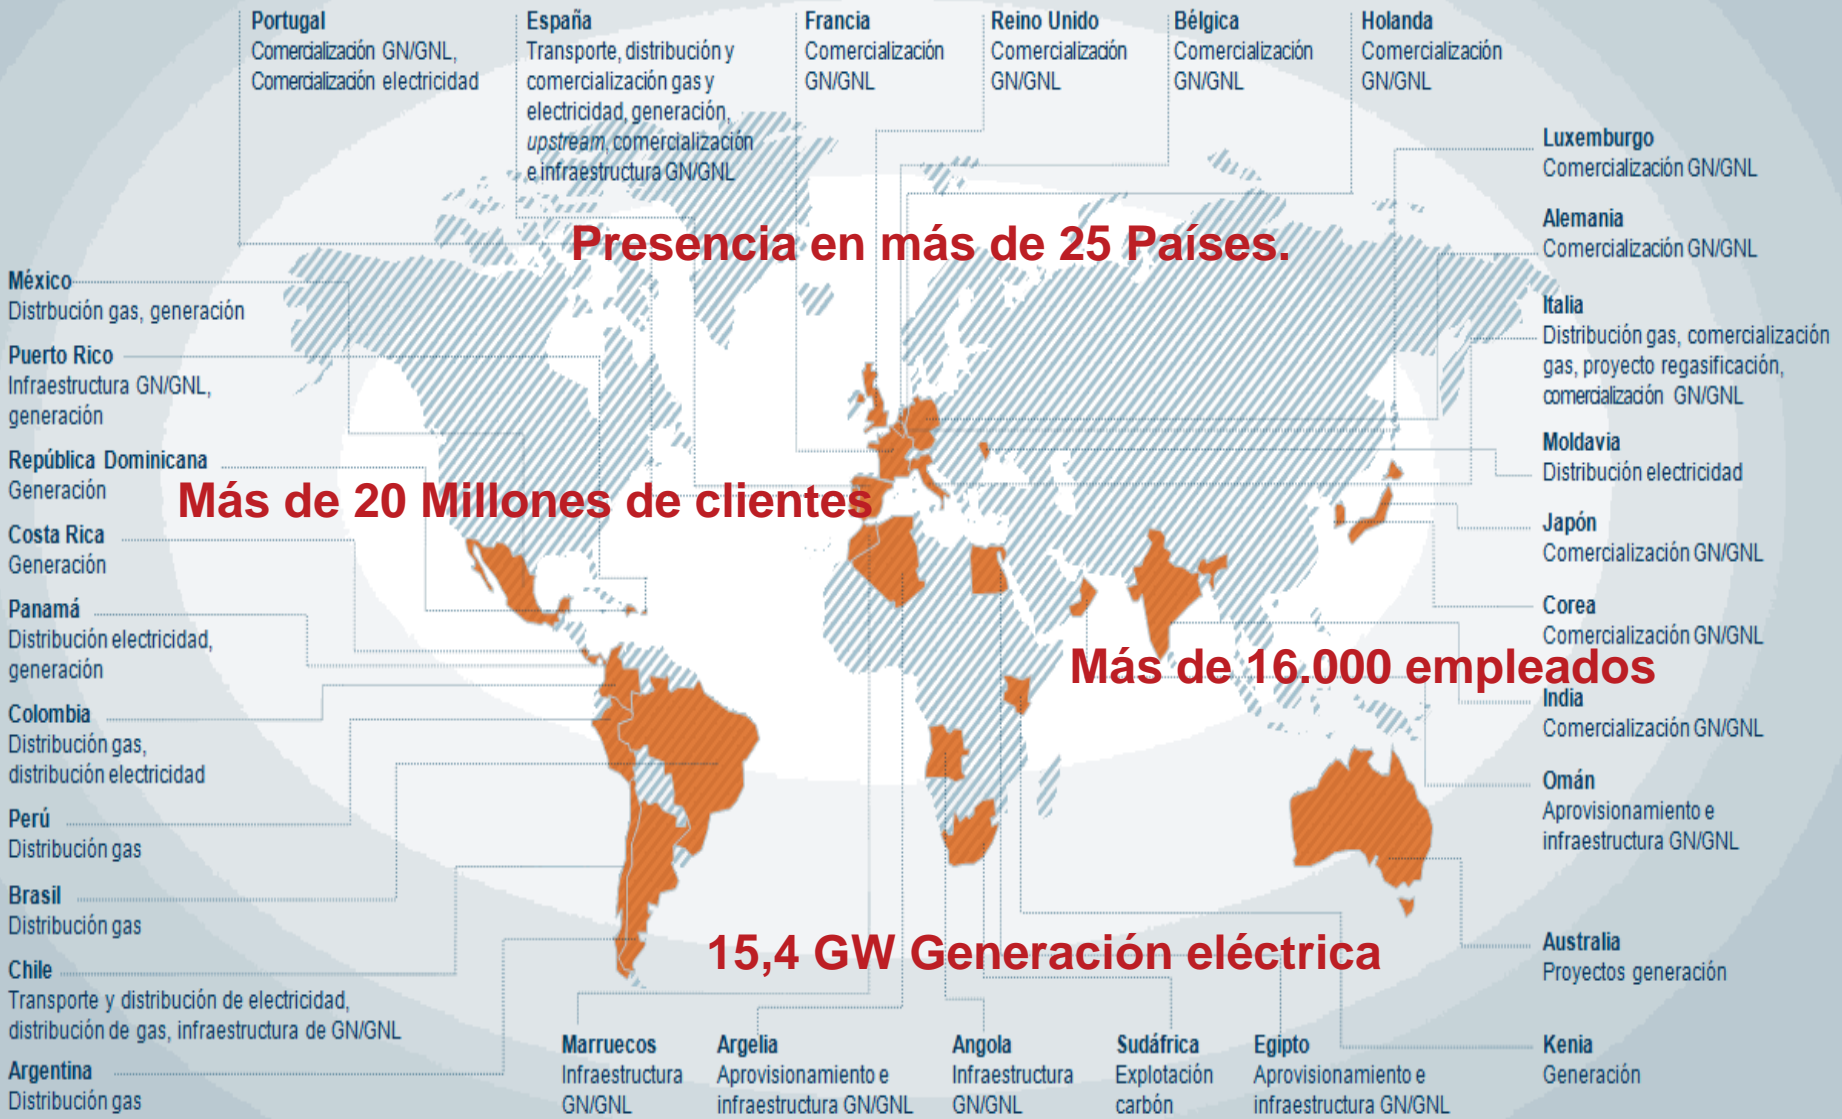 Portugal
Comercialización GN/GNL,
Comercialización electricidad
España
Transporte, distribución y
comercialización gas y
electricidad, generación,
upstream, comercialización
e infraestructura GN/GNL
Francia
Comercialización
GN/GNL
Reino Unido
Comercialización
GN/GNL
Bélgica
Comercialización
GN/GNL
Holanda
Comercialización
GN/GNL
Luxemburgo
Comercialización GN/GNL
Alemania
Comercialización GN/GNL
Italia
Distribución gas, comercialización
gas, proyecto regasificación,
comercialización GN/GNL
Moldavia
Distribución electricidad
Japón
Comercialización GN/GNL
Corea
Comercialización GN/GNL
India
Comercialización GN/GNL
Omán
Aprovisionamiento e
infraestructura GN/GNL
Australia
Proyectos generación
Kenia
Generación
Presencia en más de 25 Países.
Más de 20 Millones de clientes
Más de 16.000 empleados
15,4 GW Generación eléctrica
México
Distrbución gas, generación
Puerto Rico
Infraestructura GN/GNL,
generación
República Dominicana
Generación
Costa Rica
Generación
Panamá
Distribución electricidad,
generación
Colombia
Distribución gas,
distribución electricidad
Perú
Distribución gas
Brasil
Distribución gas
Chile
Transporte y distribución de electricidad,
distribución de gas, infraestructura de GN/GNL
Argentina
Distribución gas
Marruecos
Infraestructura
GN/GNL
Argelia
Aprovisionamiento e
infraestructura GN/GNL
Angola
Infraestructura
GN/GNL
Sudáfrica
Explotación
carbón
Egipto
Aprovisionamiento e
infraestructura GN/GNL